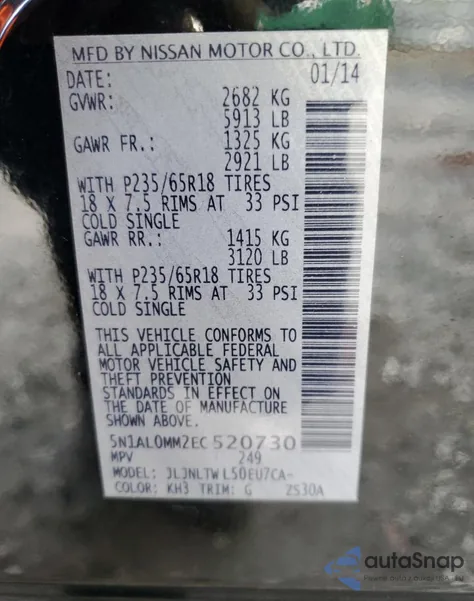 MFD BY NISSAN MOTOR CO., LTD.
DATE: 01/14
GVWR: 2682 KG
5913 LB
GAWR FR.: 1325 KG
2921 LB
WITH P235/65R18 TIRES
18 X 7.5 RIMS AT 33 PSI
COLD SINGLE
GAWR RR.: 1415 KG
3120 LB
WITH P235/65R18 TIRES
18 X 7.5 RIMS AT 33 PSI
COLD SINGLE
THIS VEHICLE CONFORMS TO
ALL APPLICABLE FEDERAL
MOTOR VEHICLE SAFETY AND
THEFT PREVENTION
STANDARDS IN EFFECT ON
THE DATE OF MANUFACTURE
SHOWN ABOVE.
5N1AL0MM2EC520730
MPV 249
MODEL: JLJNLTW L50EU7CA-
COLOR: KH3 TRIM: G 2S30A
autoSnap